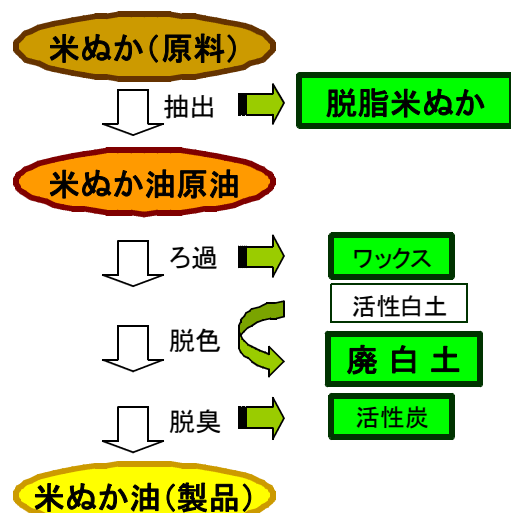 米ぬか（原料）
抽出
脱脂米ぬか
米ぬか油原油
ろ過
ワックス
活性白土
脱色
廃白土
脱臭
活性炭
米ぬか油（製品）